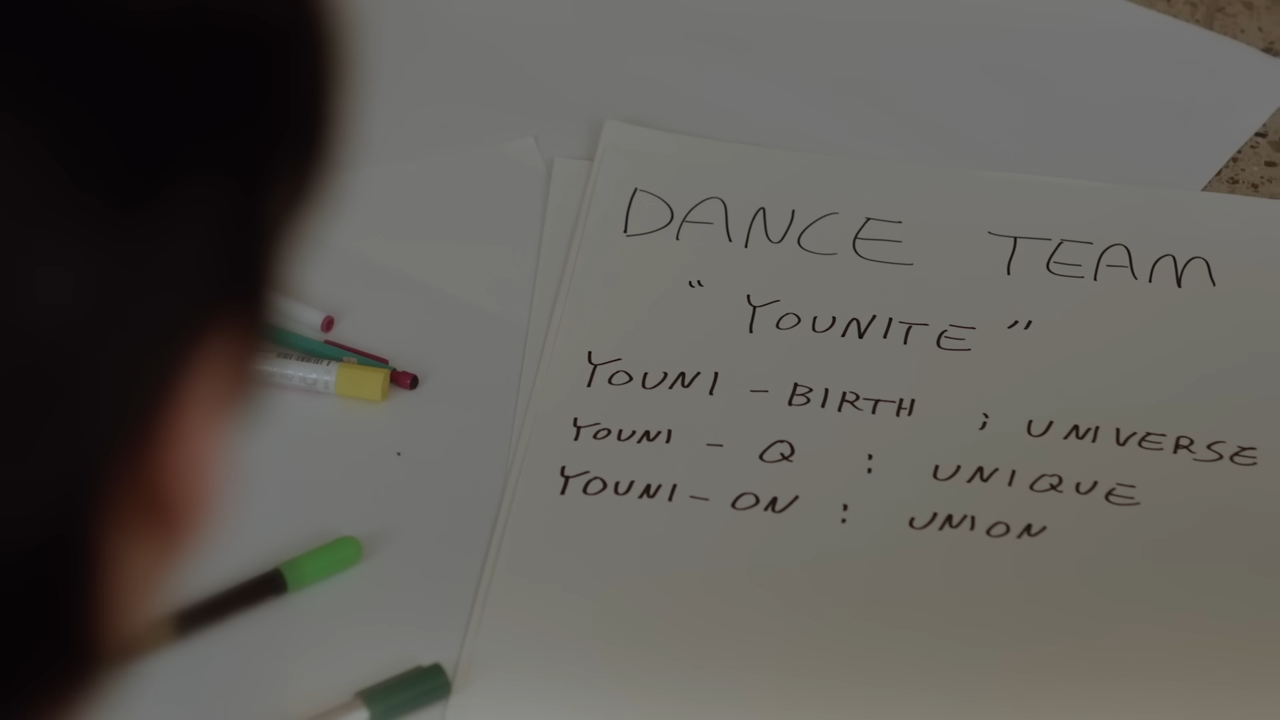 DANCE TEAM
“ YOUNITE ”
YOUNI - BIRTH ; UNIVERSE
YOUNI - Q : UNIQUE
YOUNI - ON : UNION